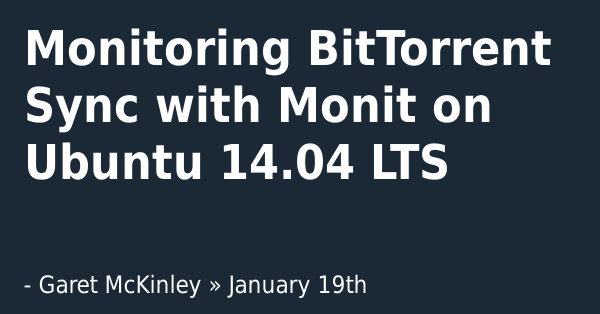 Monitoring BitTorrent
Sync with Monit on
Ubuntu 14.04 LTS
- Garet McKinley » January 19th